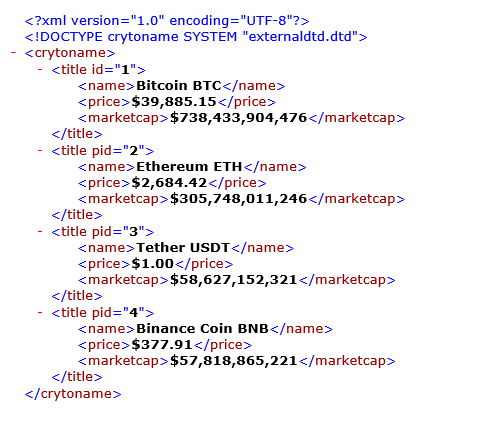 <?xml version="1.0" encoding="UTF-8"?>
<!DOCTYPE crytoname SYSTEM "externaldtd.dtd">
- <crytoname>
- <title id="1">
<name>Bitcoin BTC</name>
<price>$39,885.15</price>
<marketcap>$738,433,904,476</marketcap>
</title>
- <title pid="2">
<name>Ethereum ETH</name>
<price>$2,684.42</price>
<marketcap>$305,748,011,246</marketcap>
</title>
- <title pid="3">
<name>Tether USDT</name>
<price>$1.00</price>
<marketcap>$58,627,152,321</marketcap>
</title>
- <title pid="4">
<name>Binance Coin BNB</name>
<price>$377.91</price>
<marketcap>$57,818,865,221</marketcap>
</title>
</crytoname>